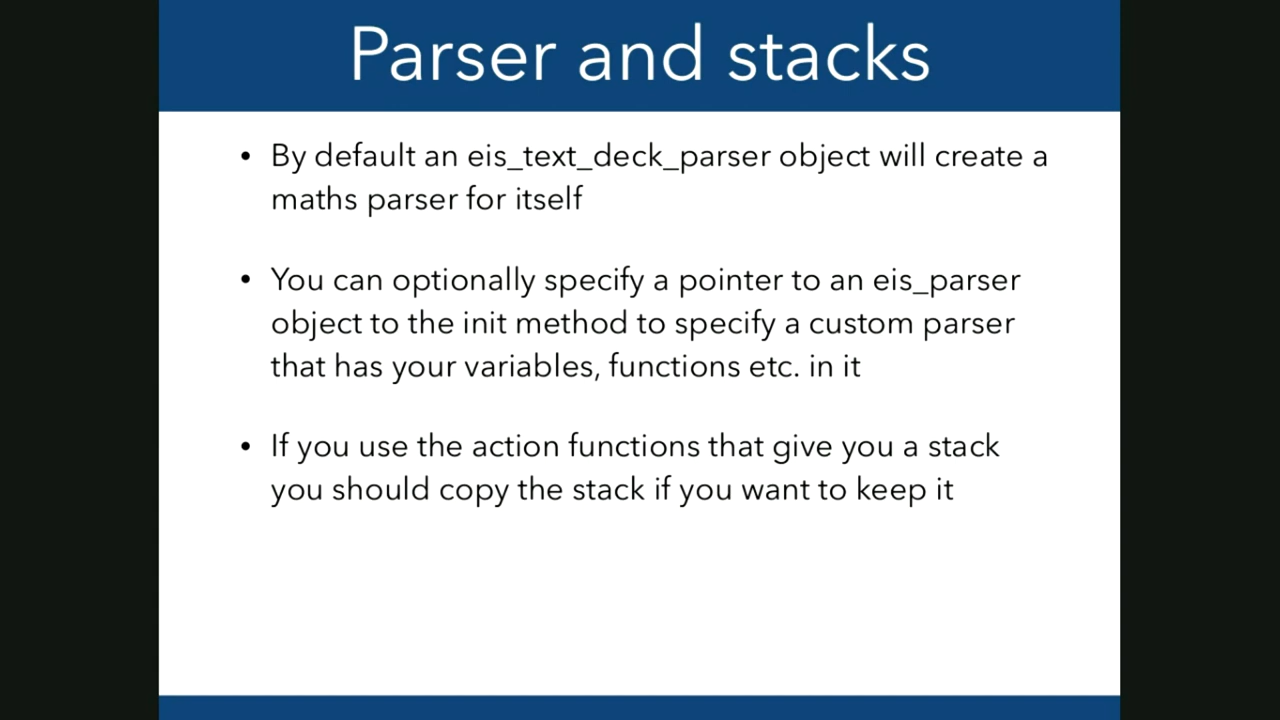 Parser and stacks
• By default an eis_text_deck_parser object will create a
maths parser for itself
• You can optionally specify a pointer to an eis_parser
object to the init method to specify a custom parser
that has your variables, functions etc. in it
• If you use the action functions that give you a stack
you should copy the stack if you want to keep it